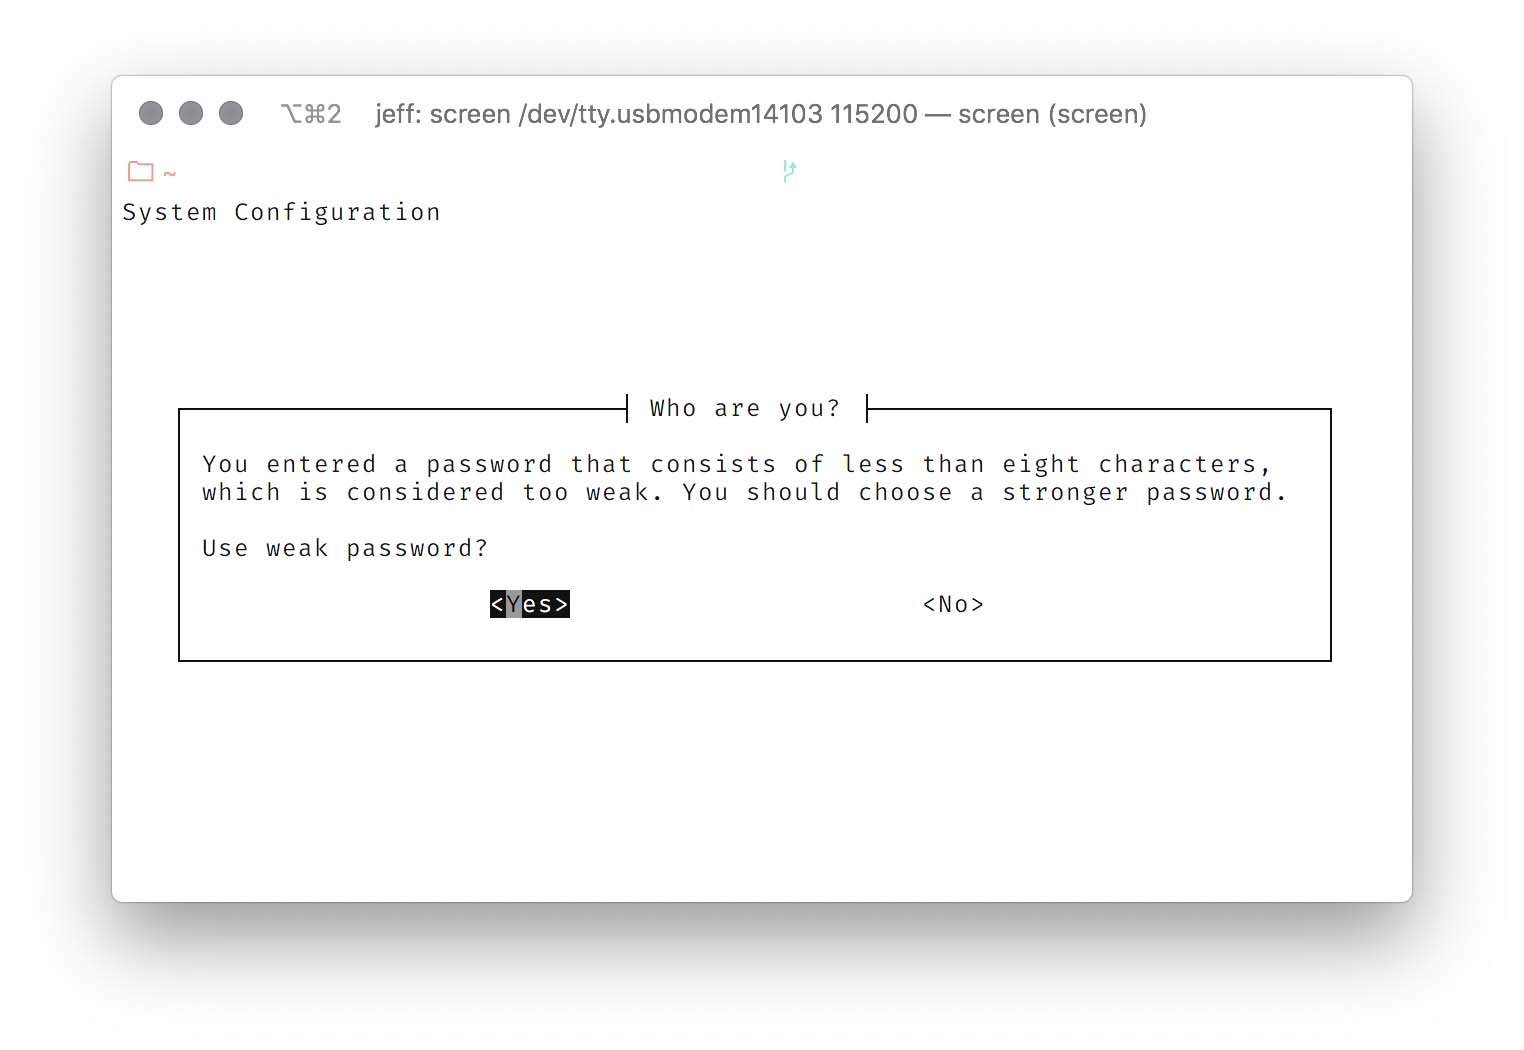 ⌥⌘2 jeff: screen /dev/tty.usbmodem14103 115200 — screen (screen)
~
System Configuration
Who are you?
You entered a password that consists of less than eight characters,
which is considered too weak. You should choose a stronger password.
Use weak password?
<Yes> <No>